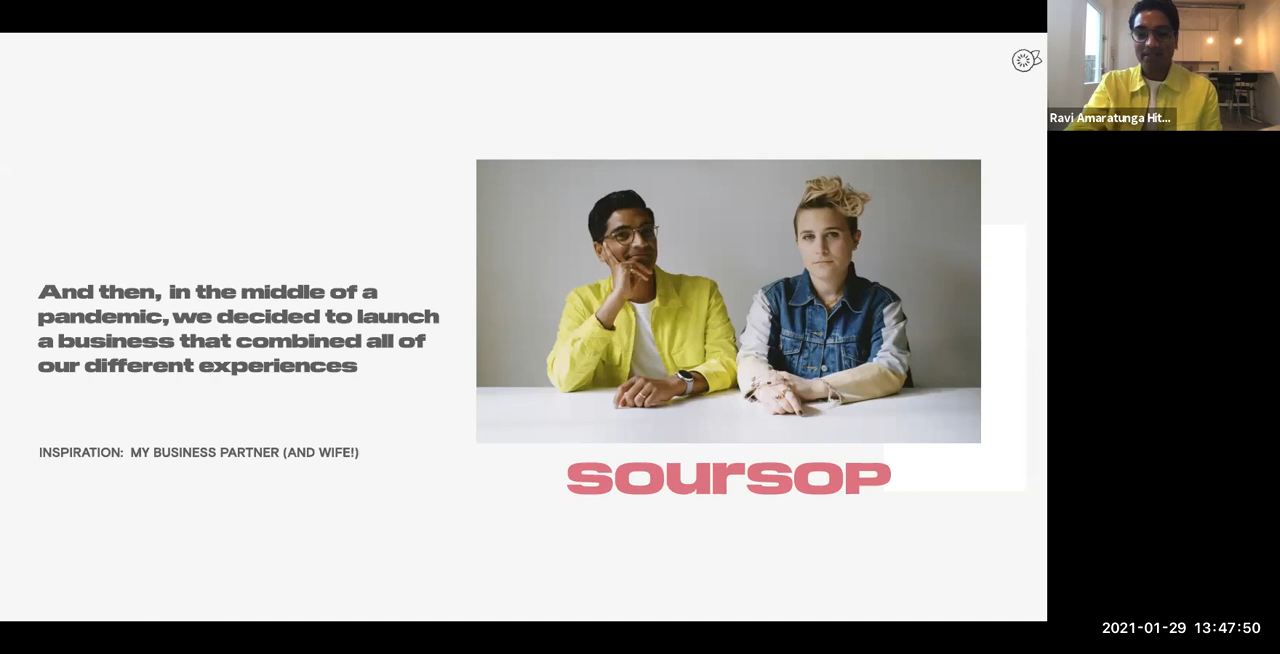 Ravi Amaratunga Hit...
And then, in the middle of a
pandemic, we decided to launch
a business that combined all of
our different experiences
INSPIRATION: MY BUSINESS PARTNER (AND WIFE!)
soursop
2021-01-29 13:47:50